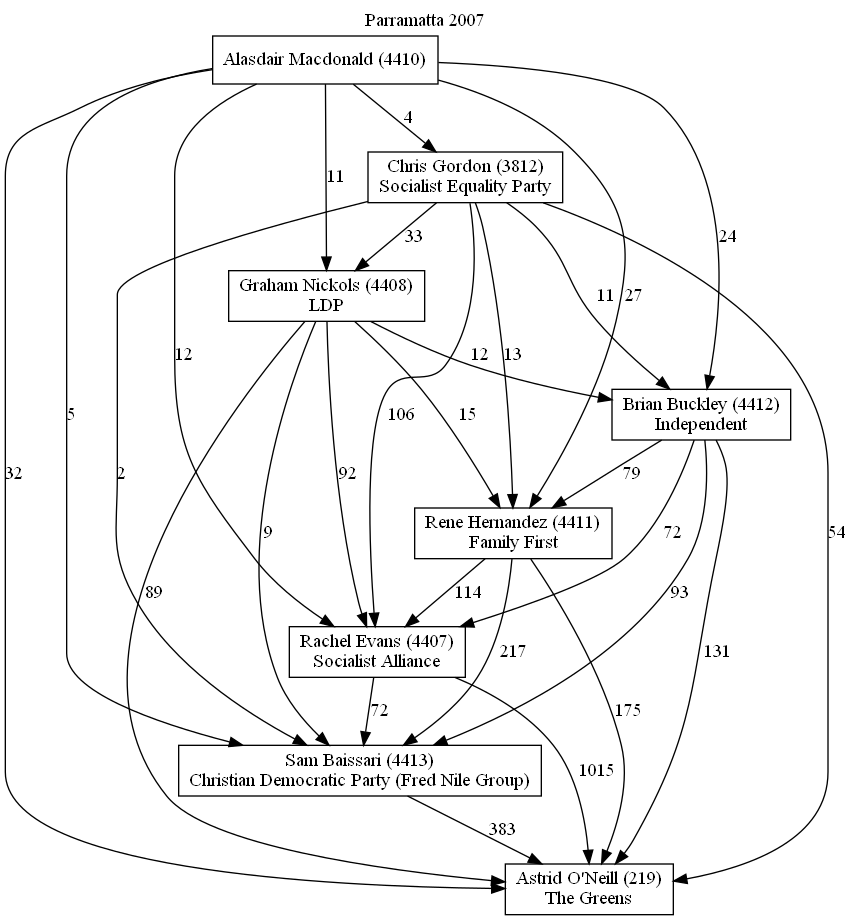 Parramatta 2007
Alasdair Macdonald (4410)
4
Chris Gordon (3812)
Socialist Equality Party
11
24
33
Graham Nickols (4408)
LDP
11
27
12
12
106
15
13
Brian Buckley (4412)
Independent
32
5
2
92
79
Rene Hernandez (4411)
Family First
9
72
54
89
114
93
Rachel Evans (4407)
Socialist Alliance
217
131
72
175
Sam Baissari (4413)
Christian Democratic Party (Fred Nile Group)
1015
383
Astrid O'Neill (219)
The Greens